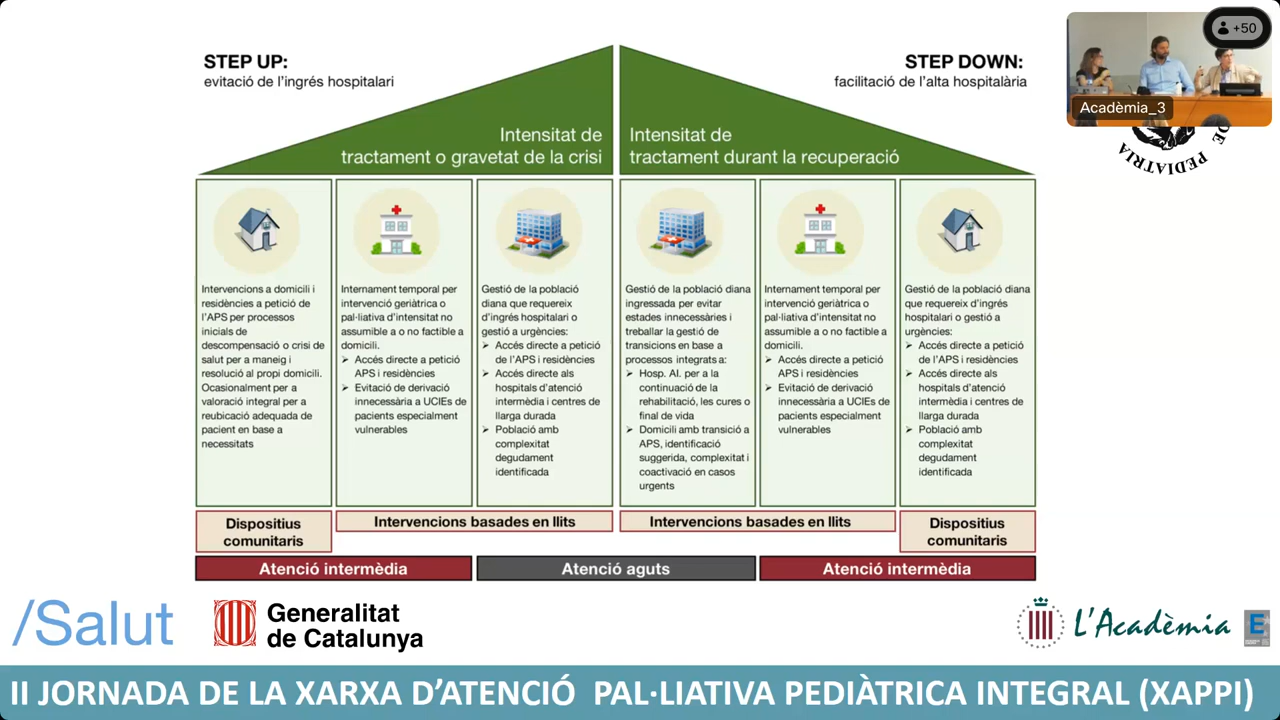 STEP UP:
evitació de l'ingrés hospitalari
STEP DOWN:
facilitació de l'alta hospitalària
+50
Acadèmia_3
DE PEDIATRIA
Intensitat de
tractament o gravetat de la crisi
Intensitat de
tractament durant la recuperació
Intervencions a domicili i
residències a petició de
l'APS per processos
inicials de
descompensació o crisi de
salut per a maneig i
resolució al propi domicili.
Ocasionalment per a
valoració integral per a
reubicació adequada de
pacient en base a
necessitats
Internament temporal per
intervenció geriàtrica o
pal·liativa d'intensitat no
assumible a o no factible a
domicili.
➢ Accés directe a petició
APS i residències
➢ Evitació de derivació
innecessària a UCIEs de
pacients especialment
vulnerables
Gestió de la població
diana que requereix
d'ingrés hospitalari o
gestió a urgències:
➢ Accés directe a petició
de l'APS i residències
➢ Accés directe als
hospitals d'atenció
intermèdia i centres de
llarga durada
➢ Població amb
complexitat
degudament
identificada
Gestió de la població diana
ingressada per evitar
estades innecessàries i
treballar la gestió de
transicions en base a
processos integrats a:
➢ Hosp. AI. per a la
continuació de la
rehabilitació, les cures o
final de vida
➢ Domicili amb transició a
APS, identificació
suggerida, complexitat i
coactivació en casos
urgents
Internament temporal per
intervenció geriàtrica o
pal·liativa d'intensitat no
assumible a o no factible a
domicili.
➢ Accés directe a petició
APS i residències
➢ Evitació de derivació
innecessària a UCIEs de
pacients especialment
vulnerables
Gestió de la població diana
que requereix d'ingrés
hospitalari o gestió a
urgències:
➢ Accés directe a petició
de l'APS i residències
➢ Accés directe als
hospitals d'atenció
intermèdia i centres de
llarga durada
➢ Població amb
complexitat
degudament
identificada
Dispositius
comunitaris
Intervencions basades en llits
Intervencions basades en llits
Dispositius
comunitaris
Atenció intermèdia
Atenció aguts
Atenció intermèdia
/Salut
Generalitat
de Catalunya
L'Acadèmia
E
II JORNADA DE LA XARXA D'ATENCIÓ PAL·LIATIVA PEDIÀTRICA INTEGRAL (XAPPI)